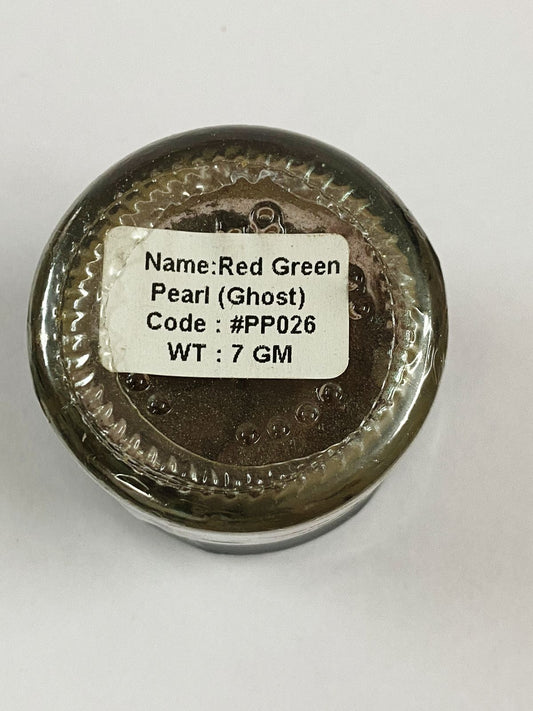 Name:Red Green
Pearl (Ghost)
Code : #PP026
WT : 7 GM